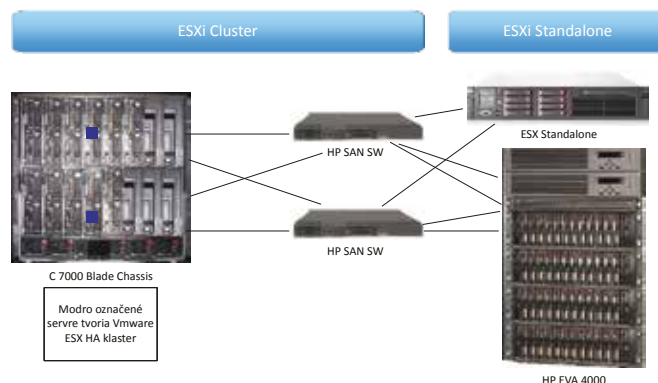 ESXi Cluster
ESXi Standalone
ESX Standalone
HP SAN SW
HP SAN SW
C 7000 Blade Chassis
Modro označené
servre tvoria Vmware
ESX HA klaster
HP EVA 4000